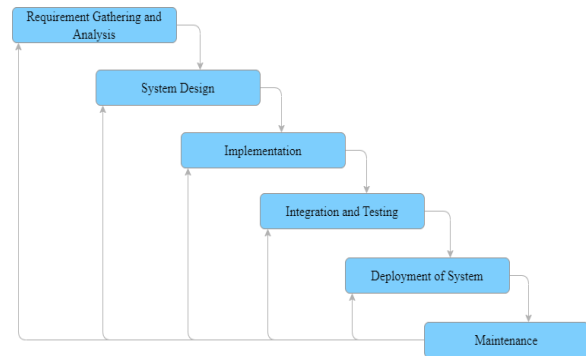 Requirement Gathering and
Analysis
System Design
Implementation
Integration and Testing
Deployment of System
Maintenance